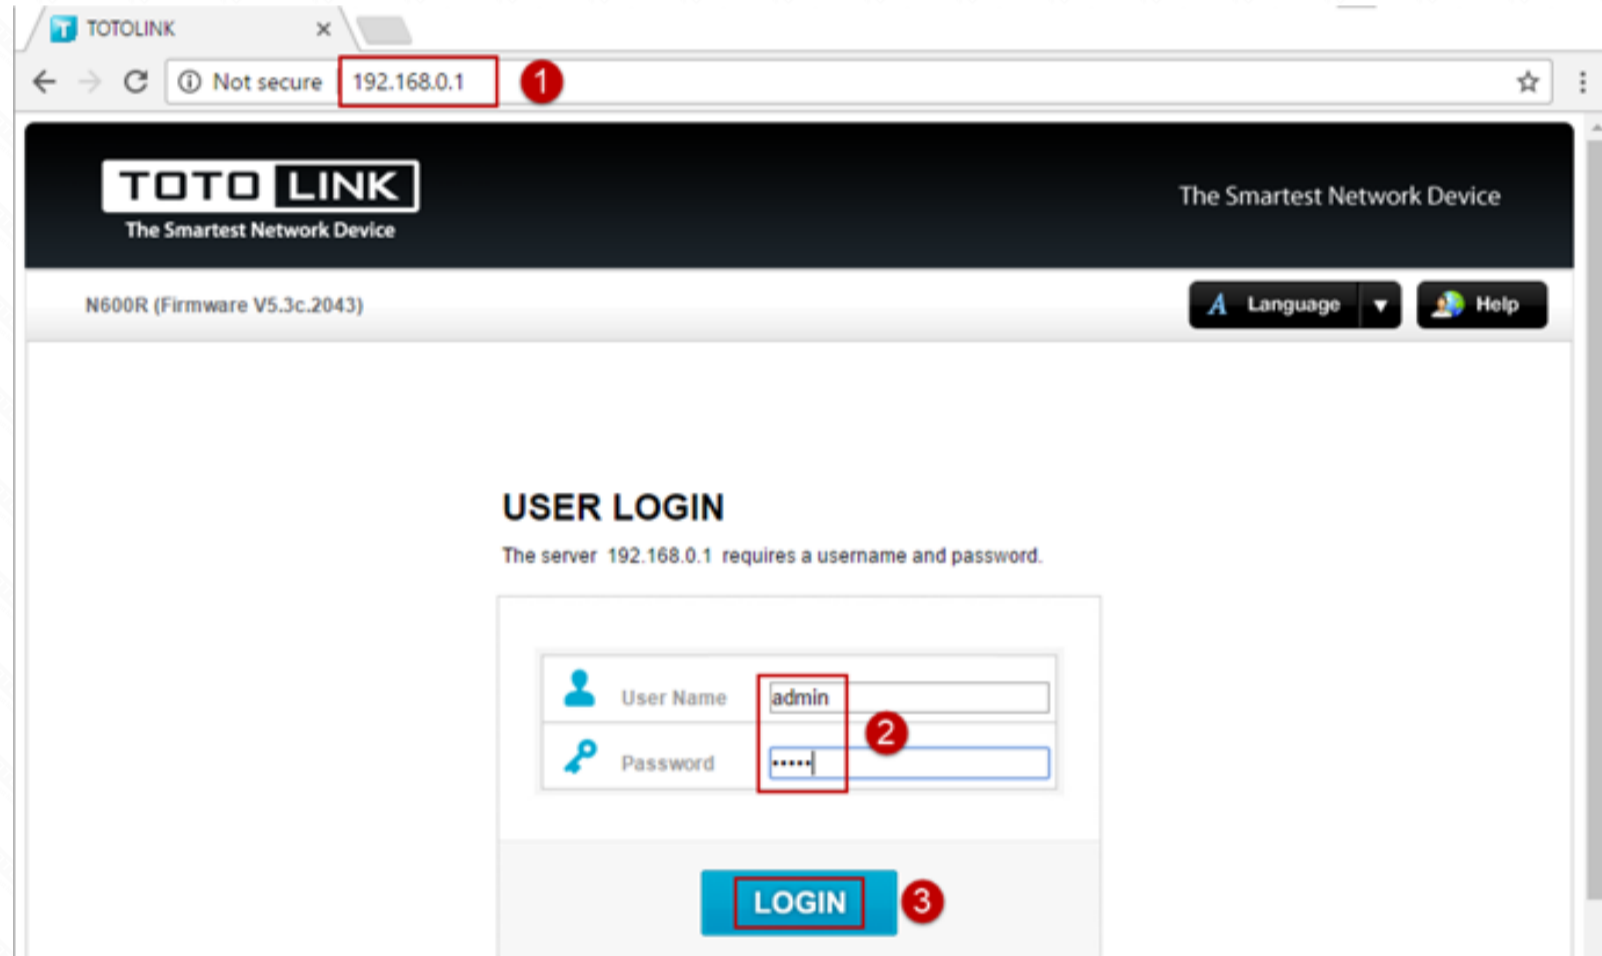 TOTOLINK
Not secure 192.168.0.1 1
TOTO LINK
The Smartest Network Device
The Smartest Network Device
N600R (Firmware V5.3c.2043)
A Language
Help
USER LOGIN
The server 192.168.0.1 requires a username and password.
User Name admin
2
Password •••••
LOGIN 3